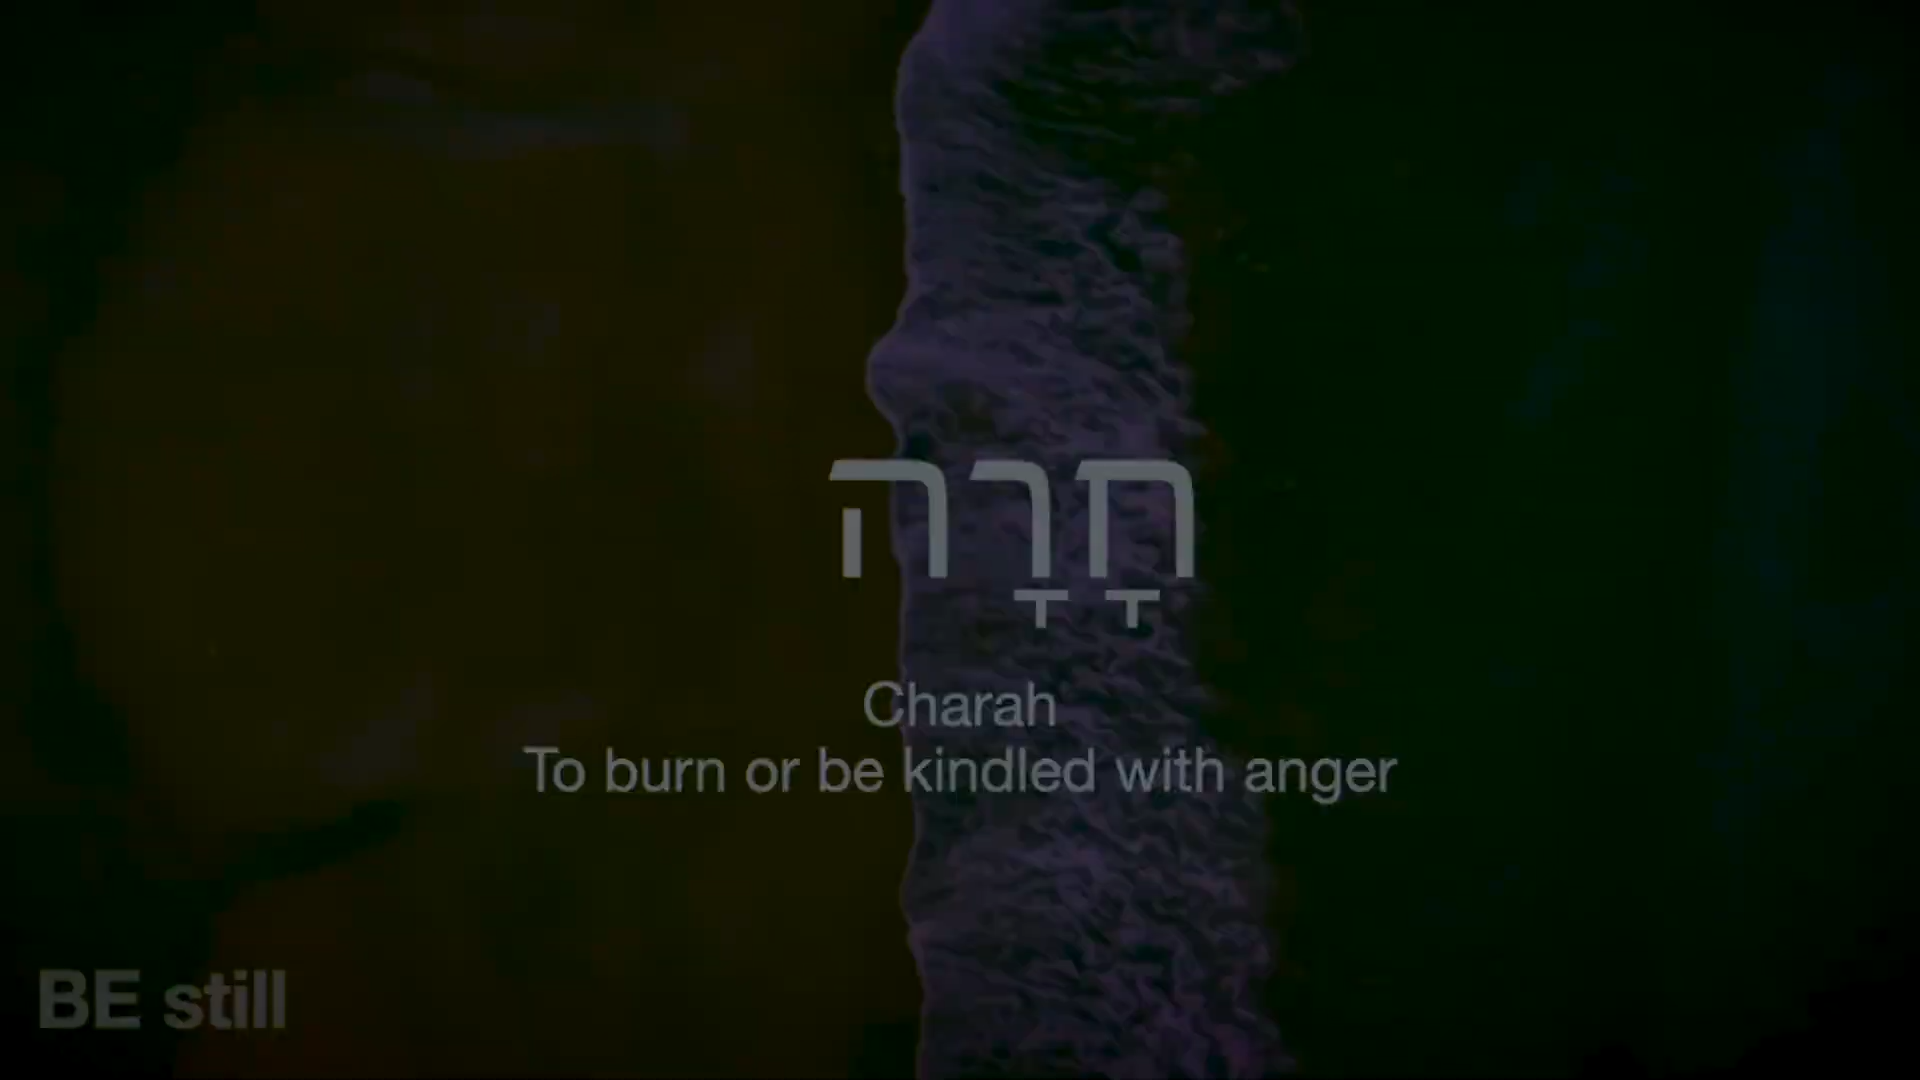 חָרָה
Charah
To burn or be kindled with anger
BE still